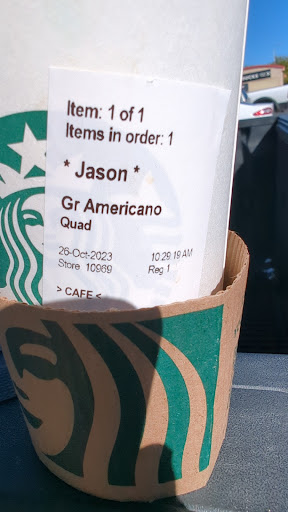 Item: 1 of 1
Items in order: 1
* Jason *
Gr Americano
Quad
26-Oct-2023 10:29:19 AM
Store 10969 Reg 1
> CAFE <